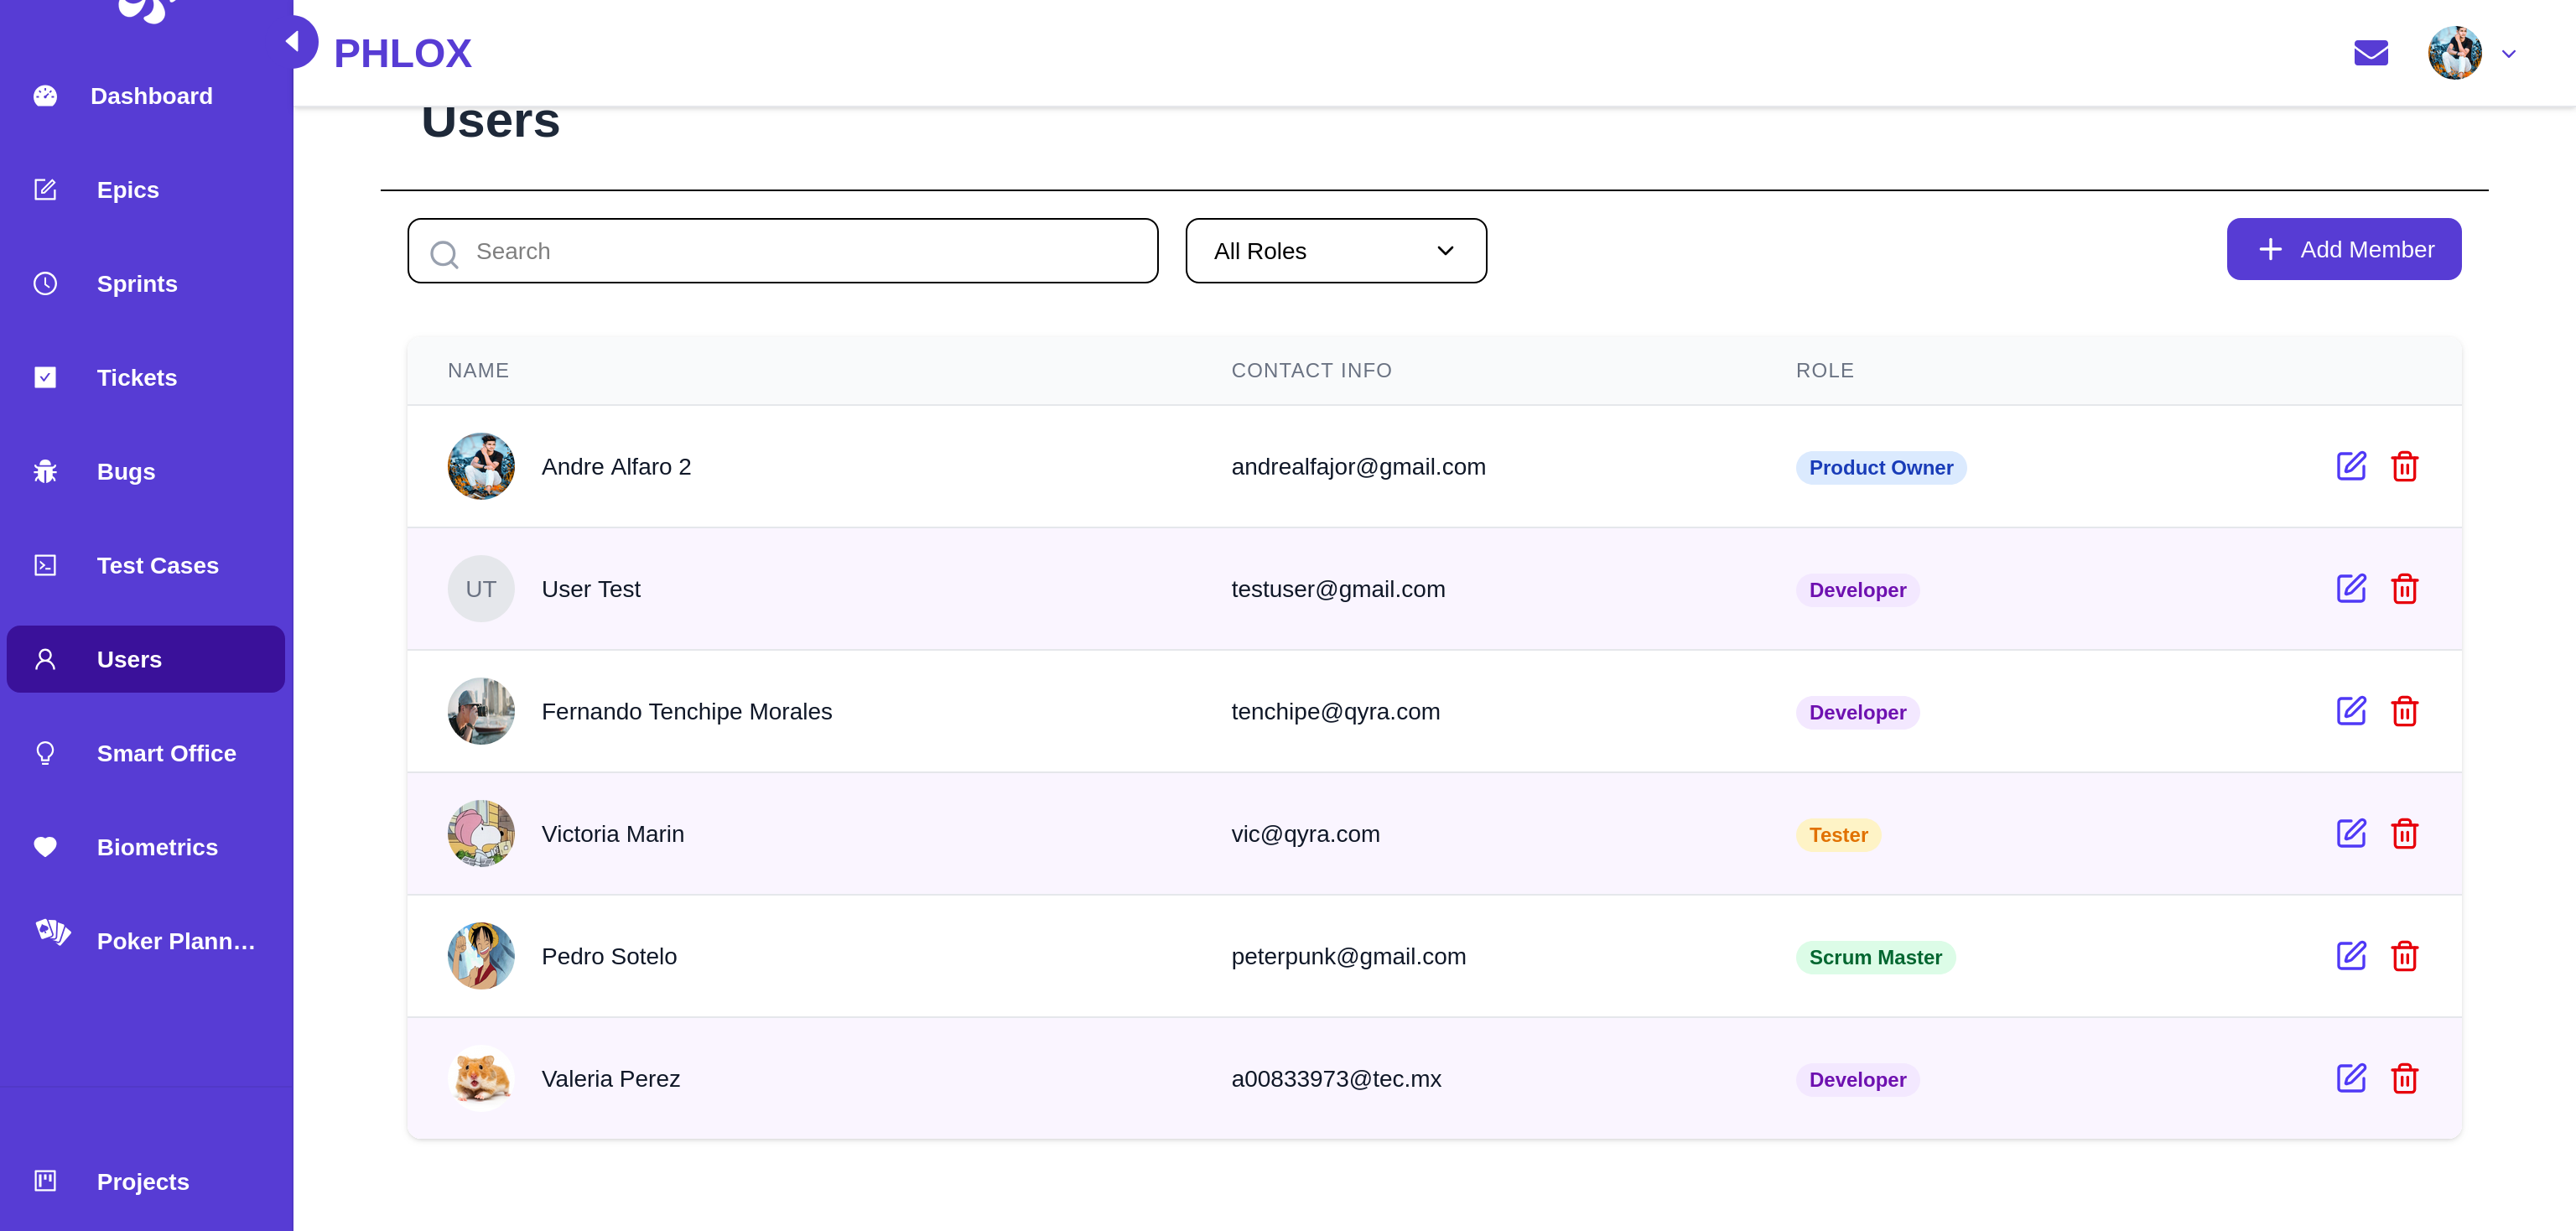 PHLOX
Dashboard
Epics
Sprints
Tickets
Bugs
Test Cases
Users
Smart Office
Biometrics
Poker Plann...
Projects
Users
Search
All Roles
Add Member
NAME CONTACT INFO ROLE
Andre Alfaro 2 andrealfajor@gmail.com Product Owner
UT User Test testuser@gmail.com Developer
Fernando Tenchipe Morales tenchipe@qyra.com Developer
Victoria Marin vic@qyra.com Tester
Pedro Sotelo peterpunk@gmail.com Scrum Master
Valeria Perez a00833973@tec.mx Developer